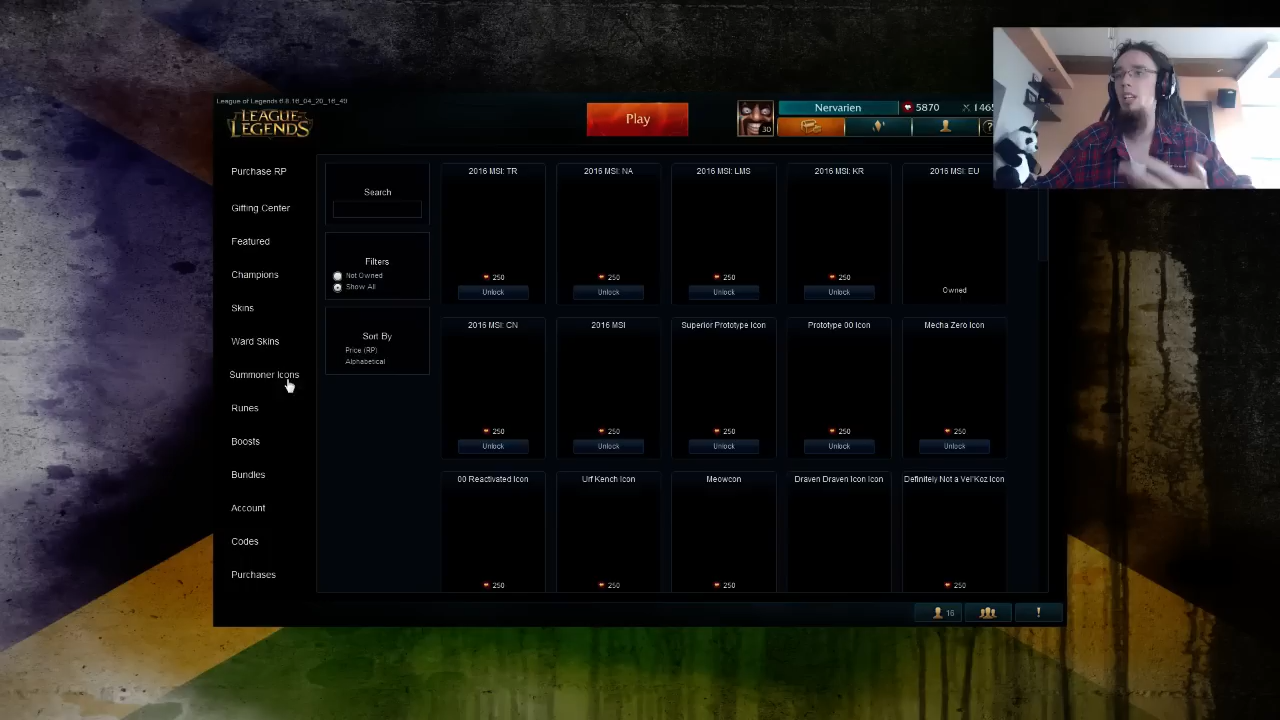 League of Legends 6.8.16_04_20_16_49
LEAGUE OF LEGENDS
Play
30
Nervarien
5870
1465
?
Purchase RP
Gifting Center
Featured
Champions
Skins
Ward Skins
Summoner Icons
Runes
Boosts
Bundles
Account
Codes
Purchases
Search
Filters
Not Owned
Show All
Sort By
Price (RP)
Alphabetical
2016 MSI: TR
2016 MSI: NA
2016 MSI: LMS
2016 MSI: KR
2016 MSI: EU
250
250
250
250
Unlock
Unlock
Unlock
Unlock
Owned
2016 MSI: CN
2016 MSI
Superior Prototype Icon
Prototype 00 Icon
Mecha Zero Icon
250
250
250
250
250
Unlock
Unlock
Unlock
Unlock
Unlock
00 Reactivated Icon
Urf Kench Icon
Meowcon
Draven Draven Icon Icon
Definitely Not a Vel'Koz Icon
250
250
250
250
16
!